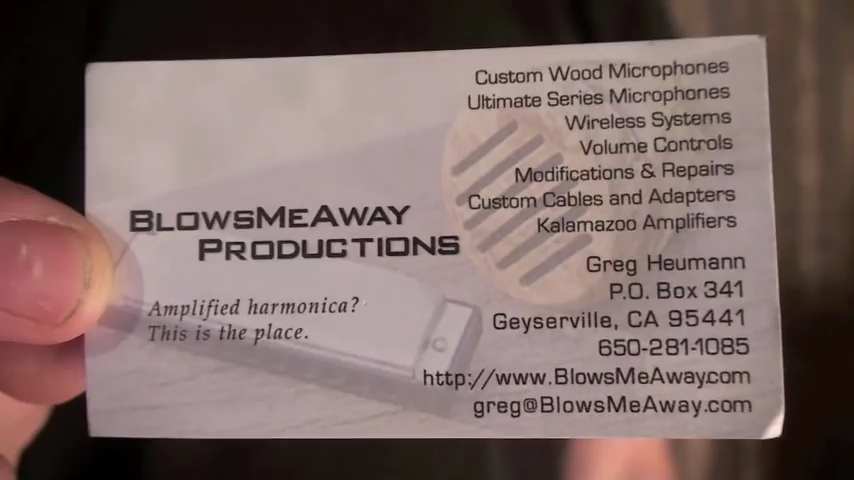 Custom Wood Microphones
Ultimate Series Microphones
Wireless Systems
Volume Controls
Modifications & Repairs
Custom Cables and Adapters
Kalamazoo Amplifiers
BLOWSMEAWAY
PRODUCTIONS
Amplified harmonica?
This is the place.
Greg Heumann
P.O. Box 341
Geyserville, CA 95441
650-281-1085
http://www.BlowsMeAway.com
greg@BlowsMeAway.com